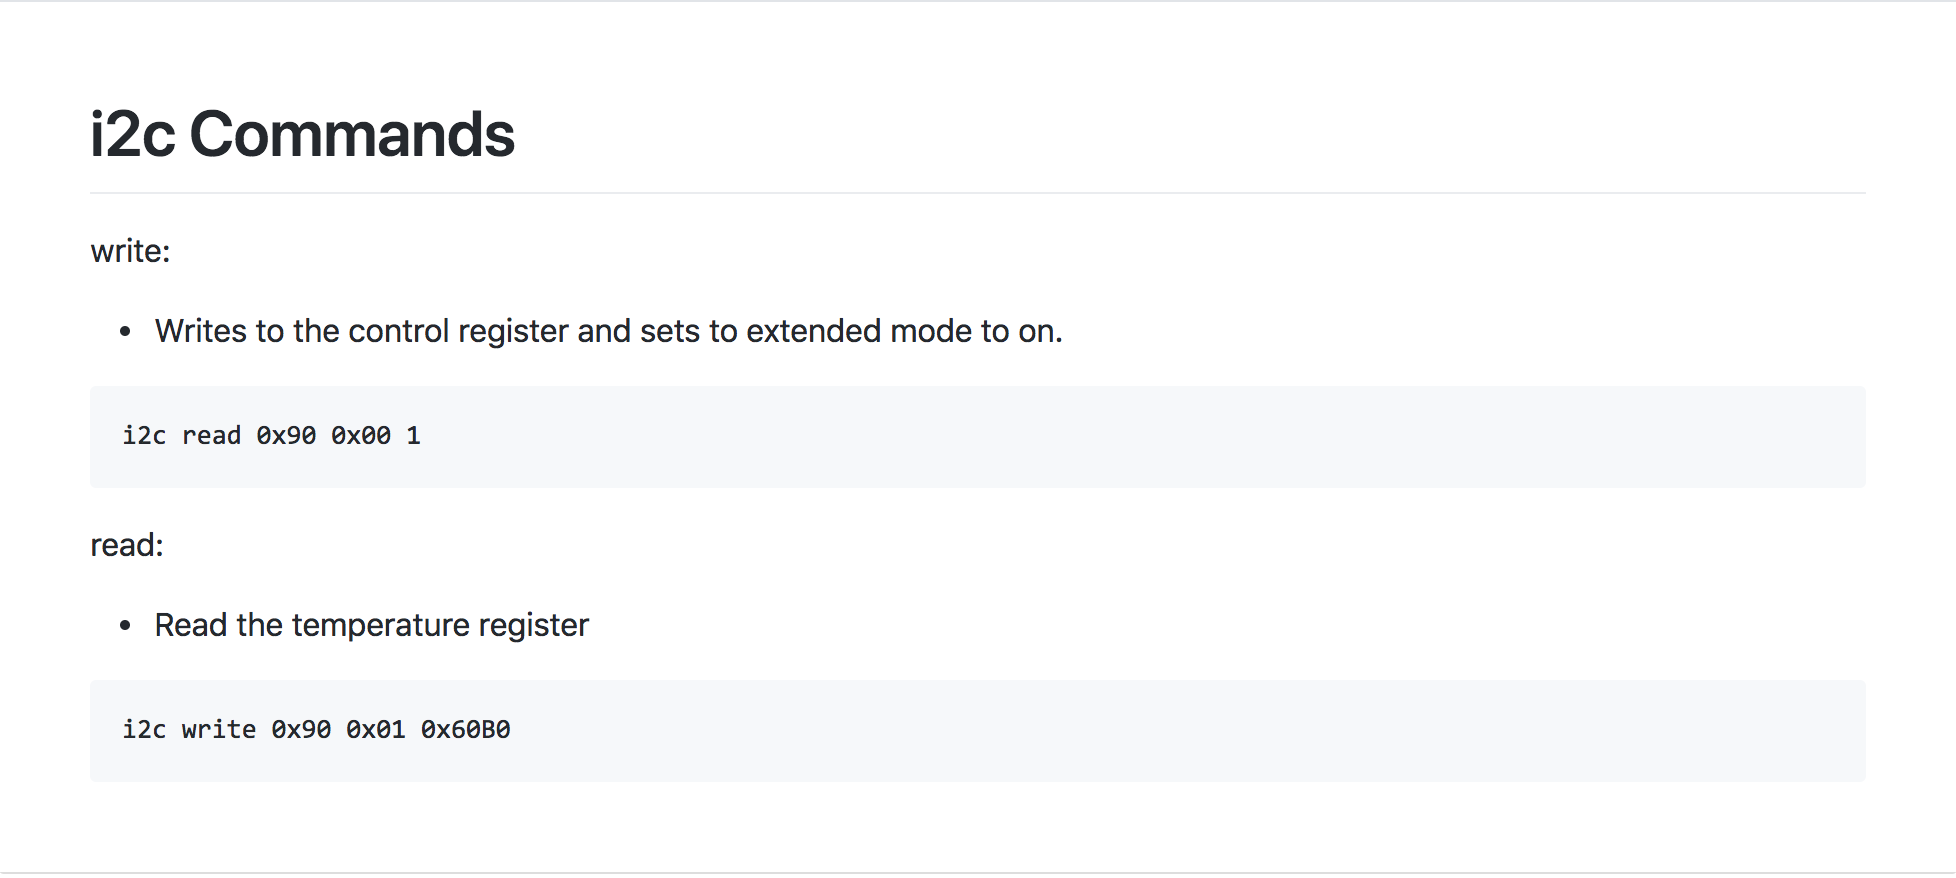 i2c Commands
write:
• Writes to the control register and sets to extended mode to on.
i2c read 0x90 0x00 1
read:
• Read the temperature register
i2c write 0x90 0x01 0x60B0